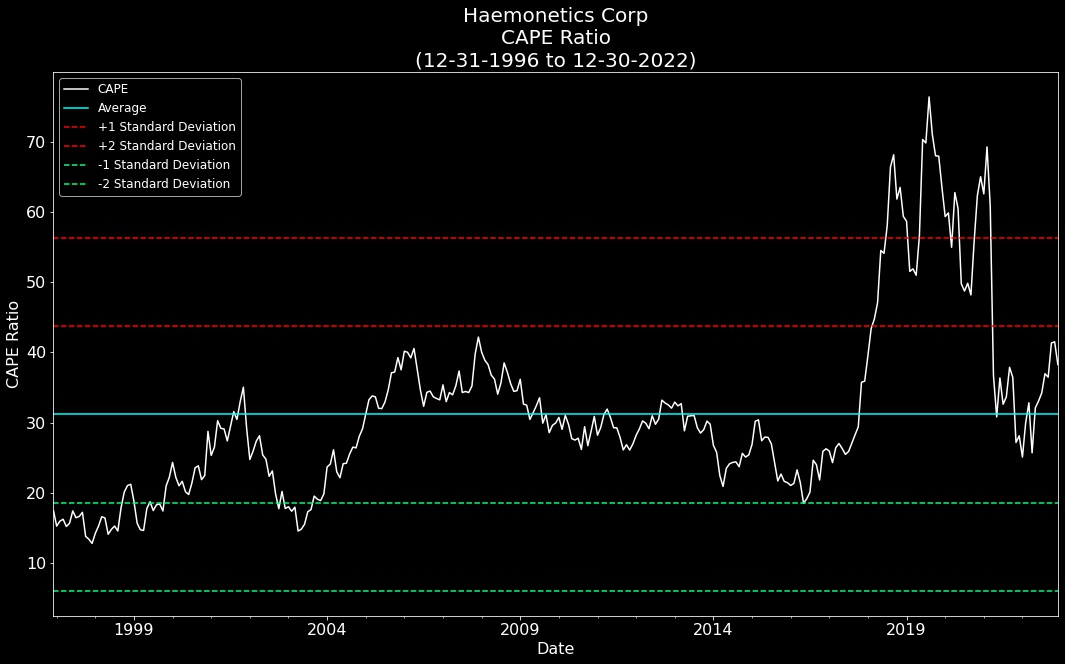 Haemonetics Corp
CAPE Ratio
(12-31-1996 to 12-30-2022)
CAPE
Average
+1 Standard Deviation
+2 Standard Deviation
-1 Standard Deviation
-2 Standard Deviation
CAPE Ratio
70
60
50
40
30
20
10
1999 2004 2009 2014 2019
Date